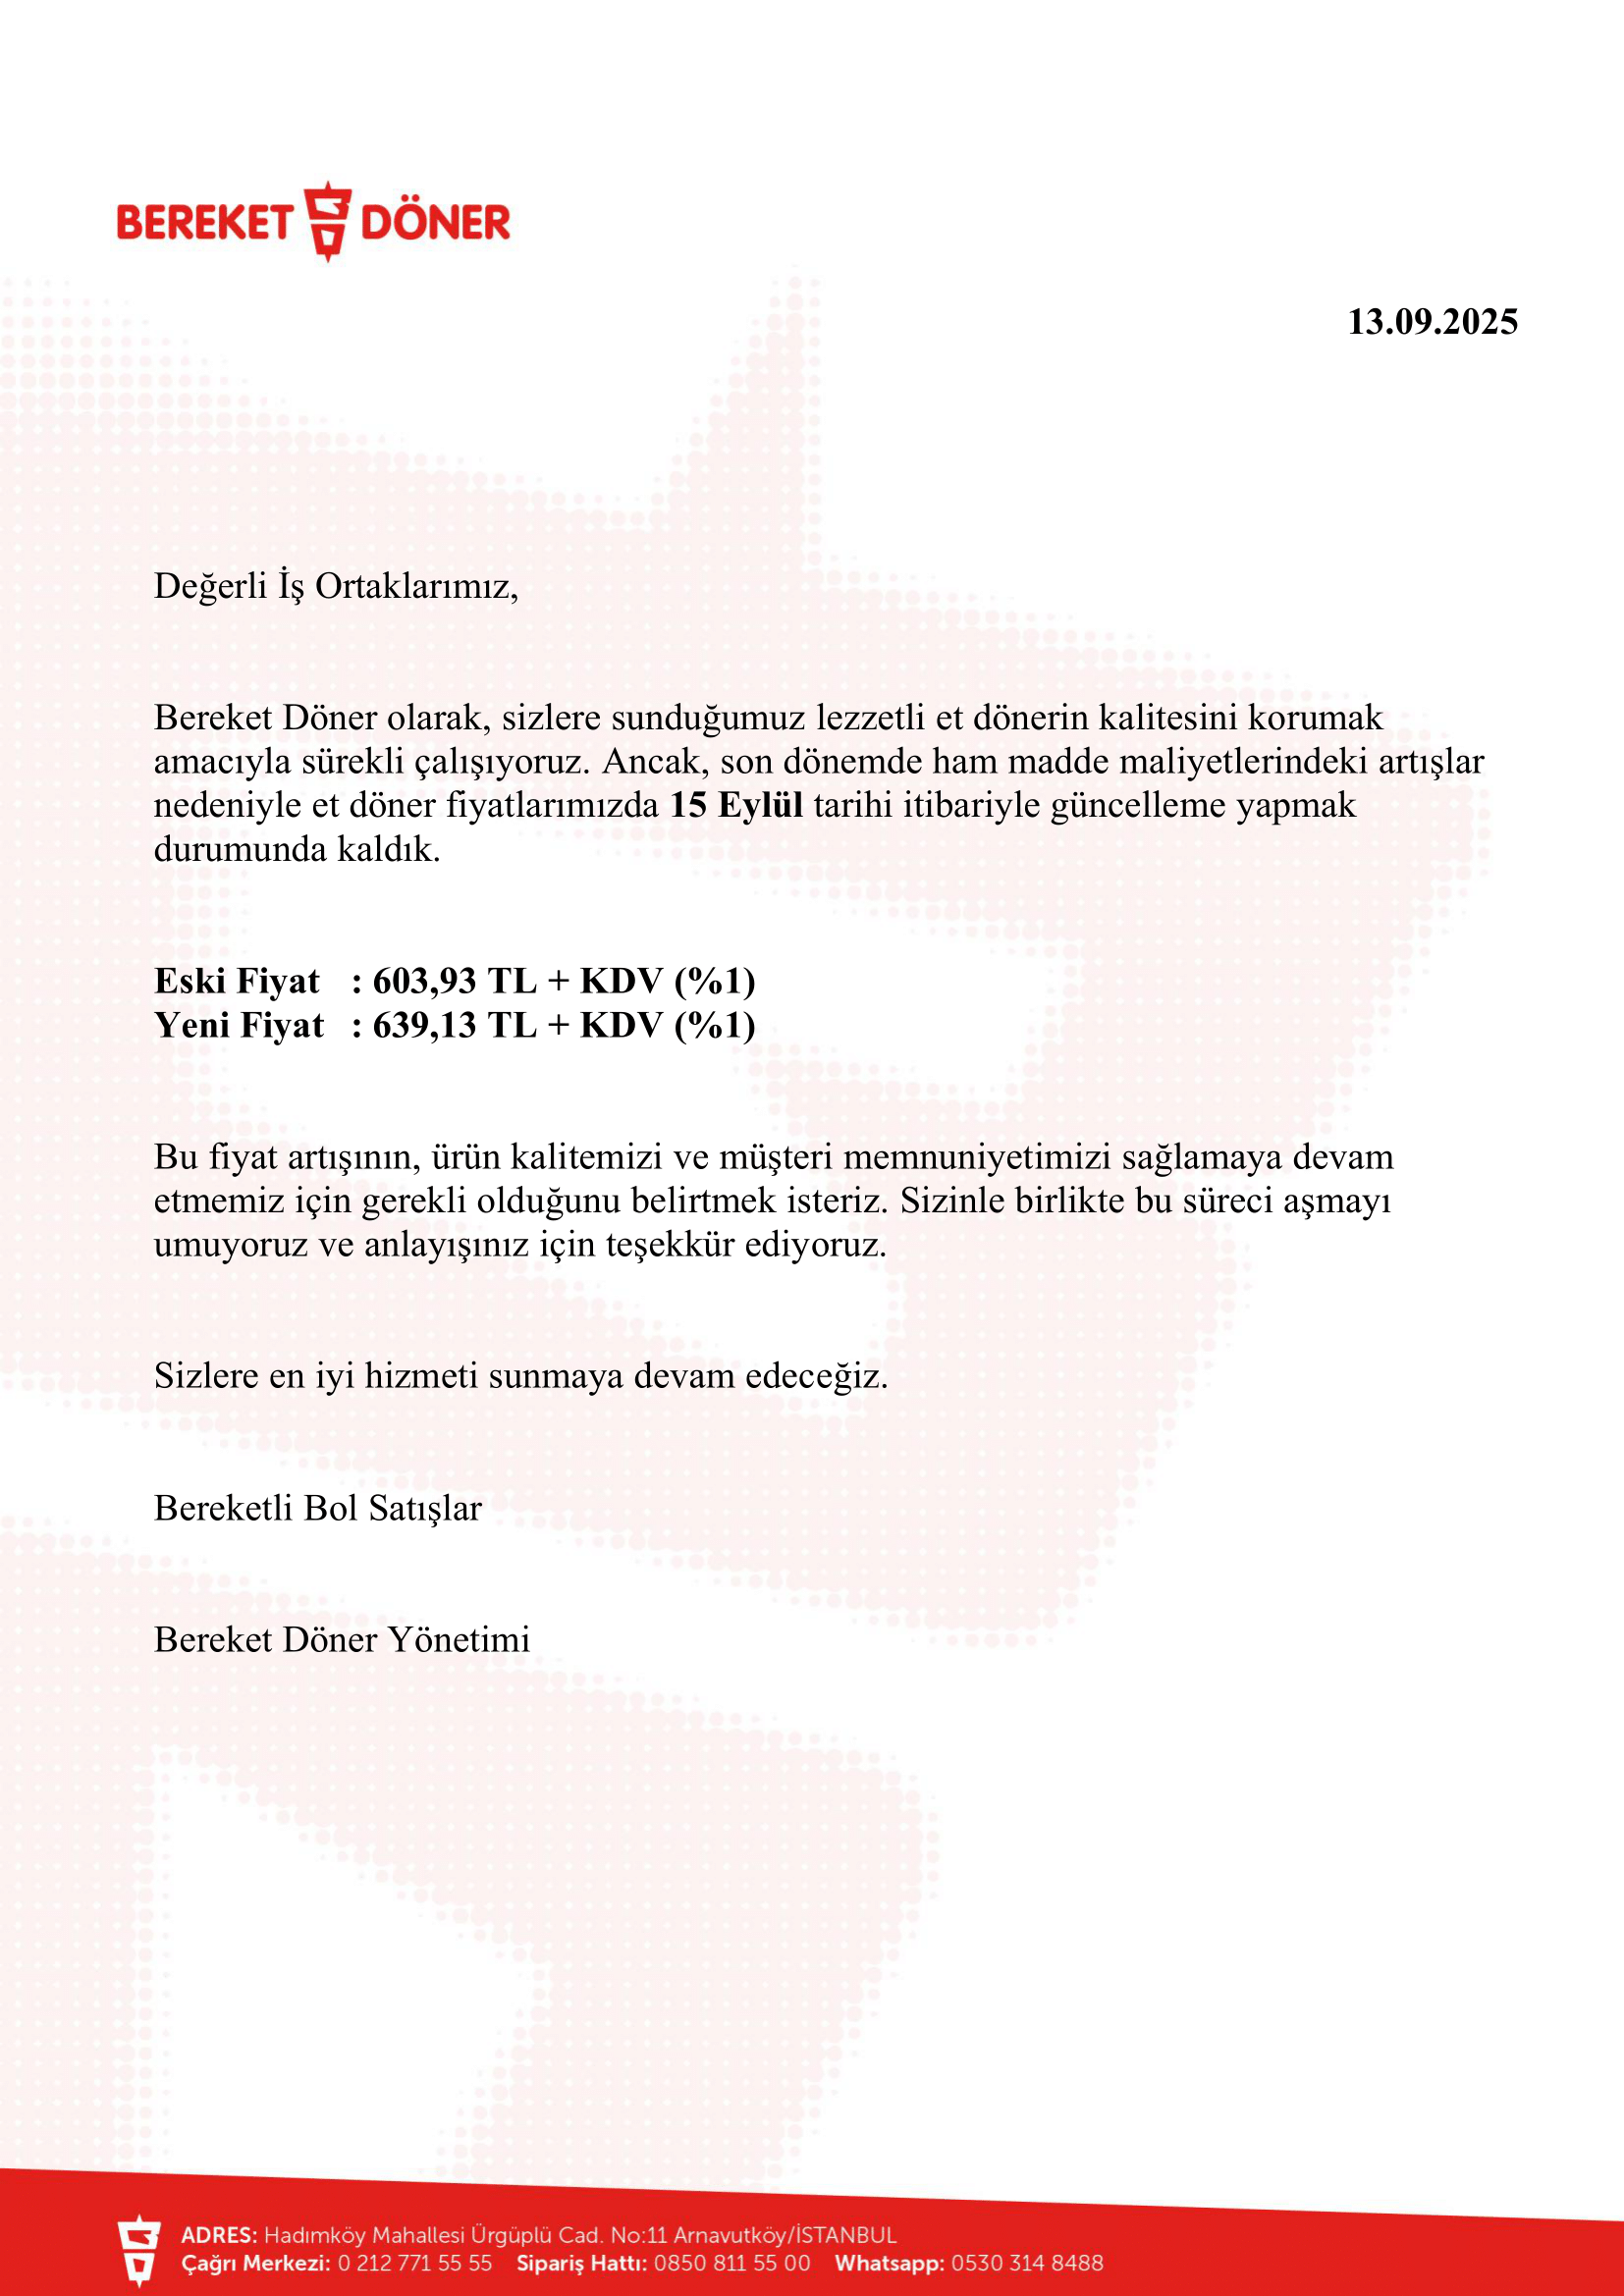 BEREKET DÖNER
13.09.2025
Değerli İş Ortaklarımız,
Bereket Döner olarak, sizlere sunduğumuz lezzetli et dönerin kalitesini korumak
amacıyla sürekli çalışıyoruz. Ancak, son dönemde ham madde maliyetlerindeki artışlar
nedeniyle et döner fiyatlarımızda 15 Eylül tarihi itibariyle güncelleme yapmak
durumunda kaldık.
Eski Fiyat : 603,93 TL + KDV (%1)
Yeni Fiyat : 639,13 TL + KDV (%1)
Bu fiyat artışının, ürün kalitemizi ve müşteri memnuniyetimizi sağlamaya devam
etmemiz için gerekli olduğunu belirtmek isteriz. Sizinle birlikte bu süreci aşmayı
umuyoruz ve anlayışınız için teşekkür ediyoruz.
Sizlere en iyi hizmeti sunmaya devam edeceğiz.
Bereketli Bol Satışlar
Bereket Döner Yönetimi
ADRES: Hadımköy Mahallesi Ürgüplü Cad. No:11 Arnavutköy/İSTANBUL
Çağrı Merkezi: 0 212 771 55 55 Sipariş Hattı: 0850 811 55 00 Whatsapp: 0530 314 8488